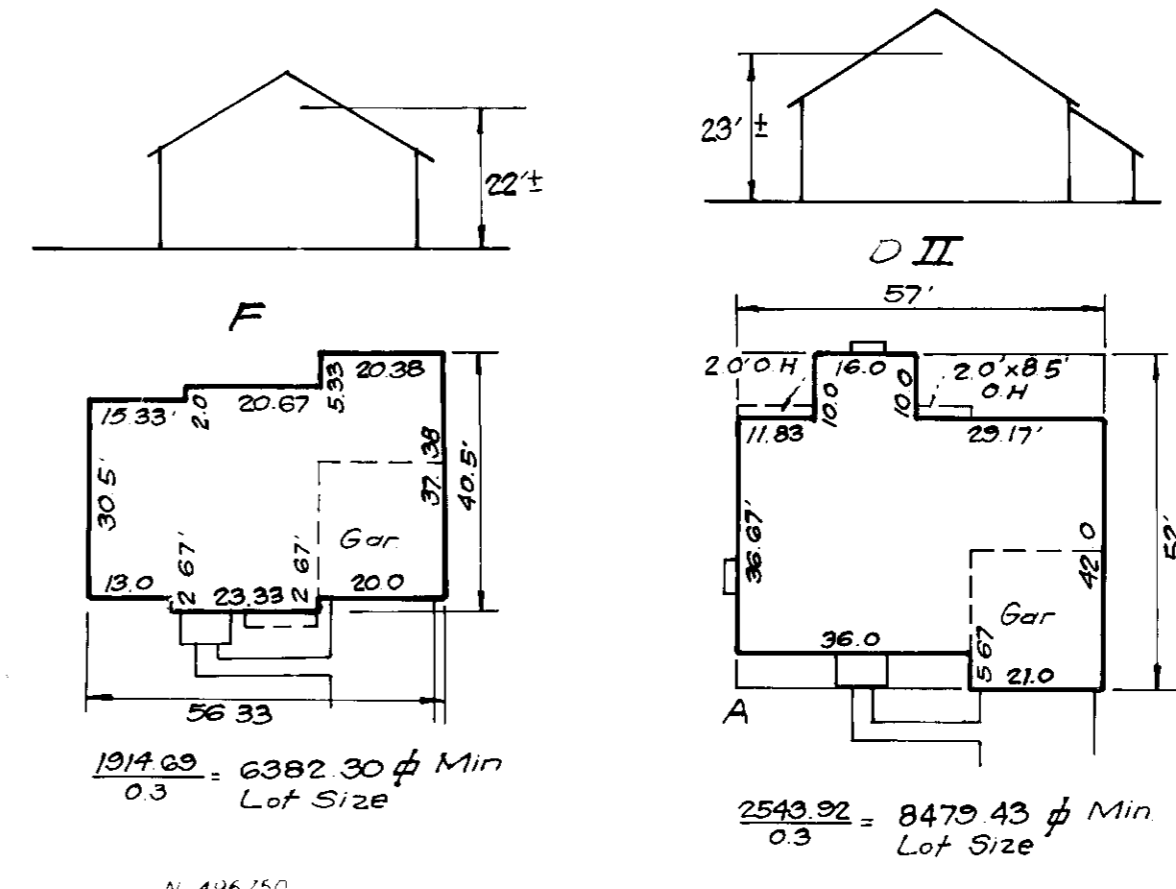 22'±
F
20.38
5.33
20.67
2.0
15.33'
30.5'
37.38
40.5'
Gar.
2.67'
2.67'
13.0
23.33
20.0
56.33
1914.69
0.3
= 6382.30 ⏀ Min
Lot Size
23' ±
D II
57'
2.0' O.H
16.0
2.0'x8.5'
O.H
10.0
10.0
11.83
29.17'
36.67'
42.0
52'
Gar
36.0
5.67
21.0
A
2543.92
0.3
= 8479.43 ⏀ Min.
Lot Size